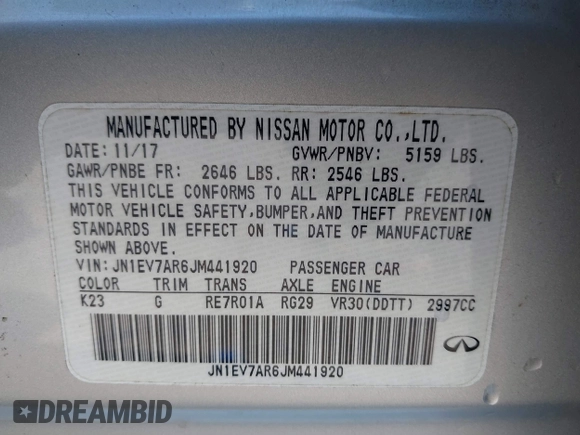 MANUFACTURED BY NISSAN MOTOR CO.,LTD.
DATE: 11/17 GVWR/PNBV: 5159 LBS.
GAWR/PNBE FR: 2646 LBS. RR: 2546 LBS.
THIS VEHICLE CONFORMS TO ALL APPLICABLE FEDERAL
MOTOR VEHICLE SAFETY,BUMPER,AND THEFT PREVENTION
STANDARDS IN EFFECT ON THE DATE OF MANUFACTURE
SHOWN ABOVE.
VIN: JN1EV7AR6JM441920 PASSENGER CAR
COLOR TRIM TRANS AXLE ENGINE
K23 G RE7R01A RG29 VR30(DDTT) 2997CC
JN1EV7AR6JM441920
DREAMBID